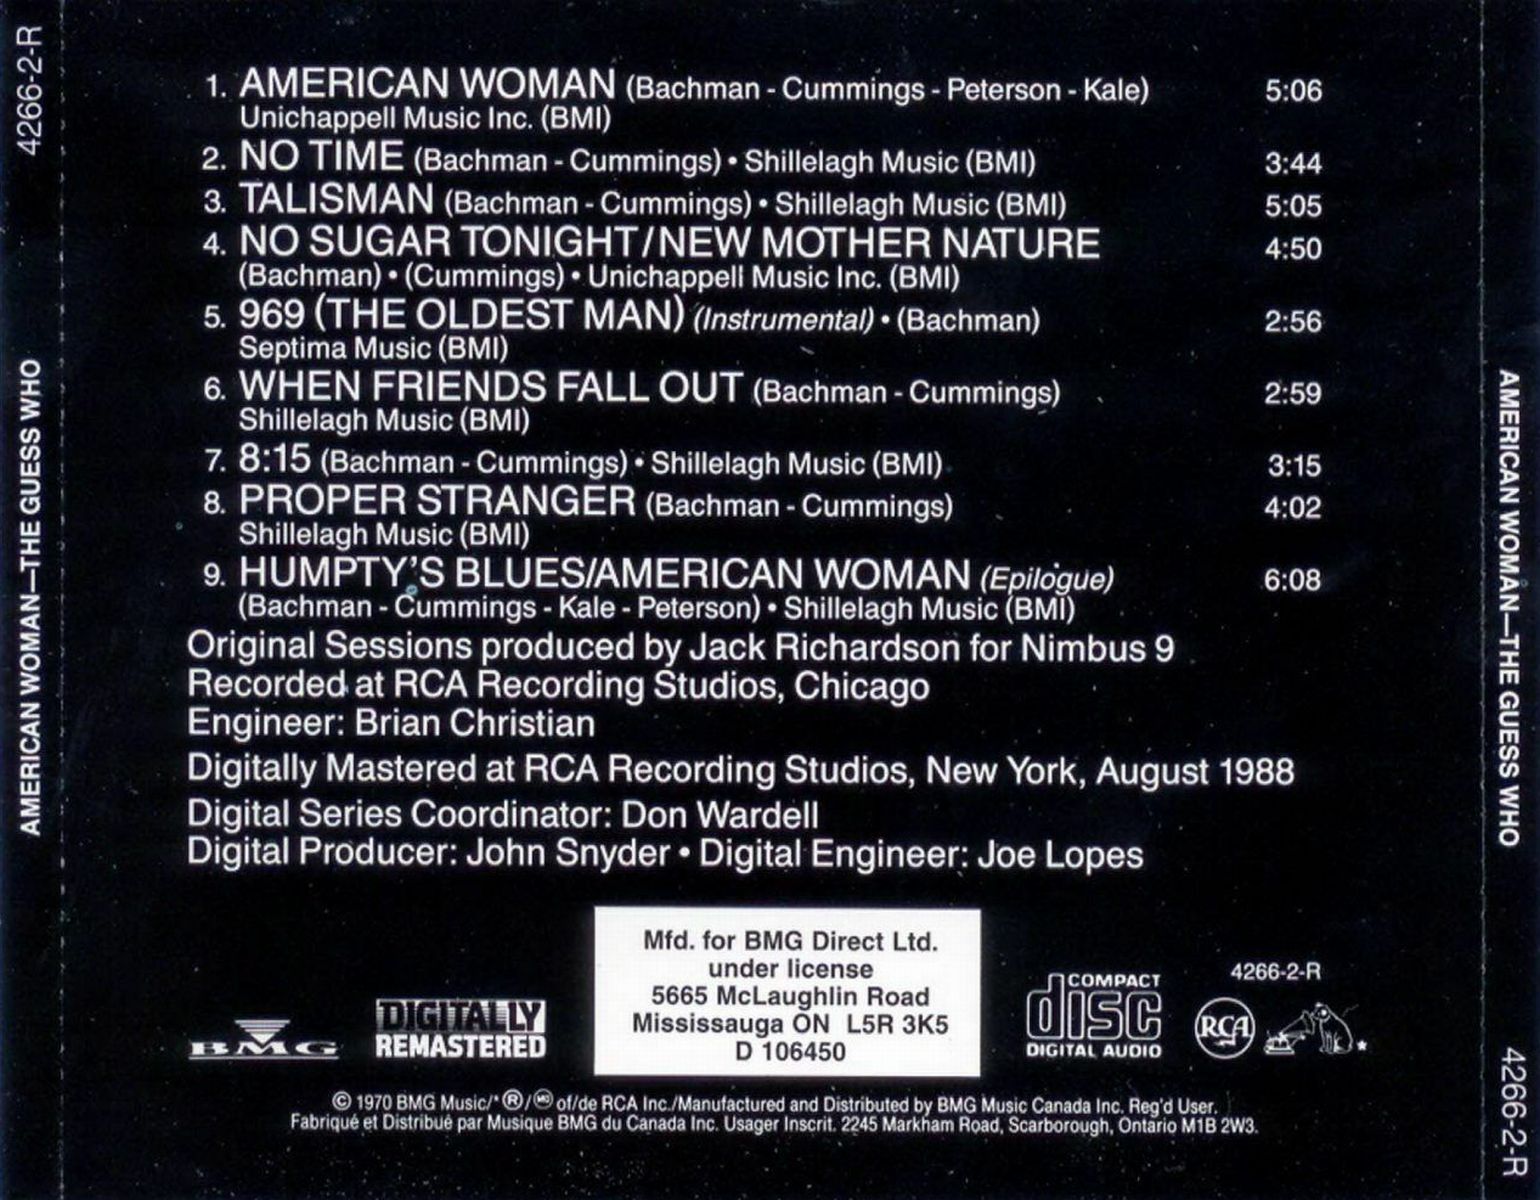 4266-2-R
AMERICAN WOMAN—THE GUESS WHO
1. AMERICAN WOMAN (Bachman - Cummings - Peterson - Kale) 5:06
Unichappell Music Inc. (BMI)
2. NO TIME (Bachman - Cummings) • Shillelagh Music (BMI) 3:44
3. TALISMAN (Bachman - Cummings) • Shillelagh Music (BMI) 5:05
4. NO SUGAR TONIGHT/NEW MOTHER NATURE 4:50
(Bachman) • (Cummings) • Unichappell Music Inc. (BMI)
5. 969 (THE OLDEST MAN) (Instrumental) • (Bachman) 2:56
Septima Music (BMI)
6. WHEN FRIENDS FALL OUT (Bachman - Cummings) 2:59
Shillelagh Music (BMI)
7. 8:15 (Bachman - Cummings) • Shillelagh Music (BMI) 3:15
8. PROPER STRANGER (Bachman - Cummings) 4:02
Shillelagh Music (BMI)
9. HUMPTY'S BLUES/AMERICAN WOMAN (Epilogue) 6:08
(Bachman - Cummings - Kale - Peterson) • Shillelagh Music (BMI)
Original Sessions produced by Jack Richardson for Nimbus 9
Recorded at RCA Recording Studios, Chicago
Engineer: Brian Christian
Digitally Mastered at RCA Recording Studios, New York, August 1988
Digital Series Coordinator: Don Wardell
Digital Producer: John Snyder • Digital Engineer: Joe Lopes
BMG
DIGITALLY
REMASTERED
Mfd. for BMG Direct Ltd.
under license
5665 McLaughlin Road
Mississauga ON L5R 3K5
D 106450
COMPACT
disc
DIGITAL AUDIO
4266-2-R
RCA
© 1970 BMG Music/*®/ of/de RCA Inc./Manufactured and Distributed by BMG Music Canada Inc. Reg'd User.
Fabriqué et Distribué par Musique BMG du Canada Inc. Usager Inscrit. 2245 Markham Road, Scarborough, Ontario M1B 2W3.
AMERICAN WOMAN—THE GUESS WHO
4266-2-R